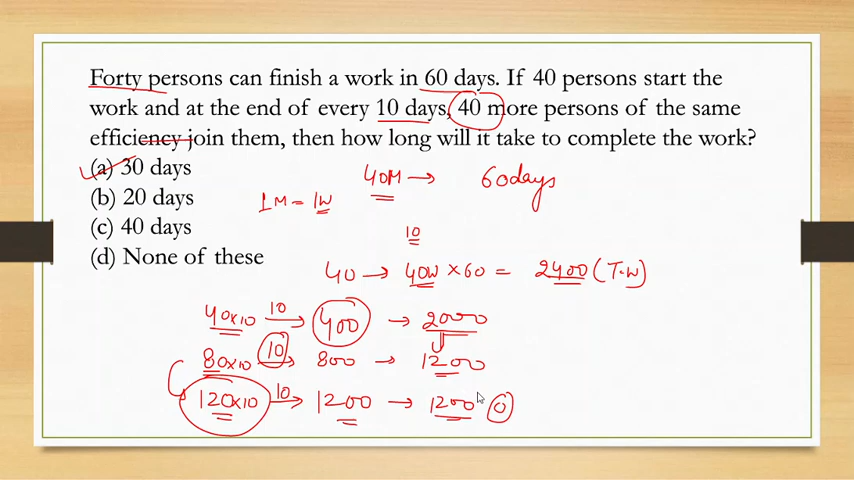 Forty persons can finish a work in 60 days. If 40 persons start the
work and at the end of every 10 days, 40 more persons of the same
efficiency join them, then how long will it take to complete the work?
(a) 30 days
(b) 20 days
(c) 40 days
(d) None of these
40M → 60days
1M = 1W
10
40 → 40W × 60 = 2400 (T.W)
40×10 10→ 400 → 2000
80×10 10→ 800 → 1200
120×10 10→ 1200 → 1200 0